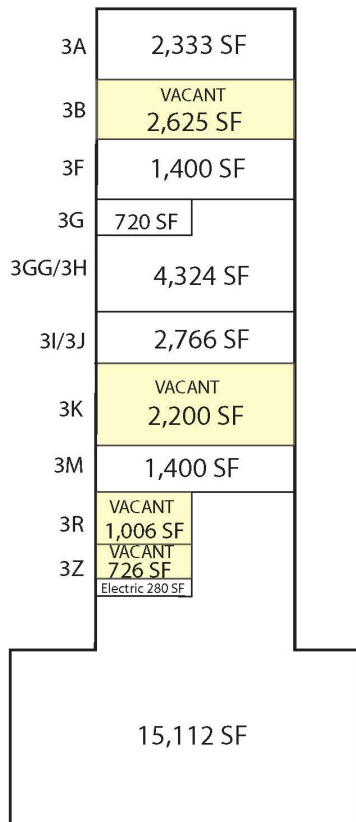 3A 2,333 SF
3B VACANT
2,625 SF
3F 1,400 SF
3G 720 SF
3GG/3H 4,324 SF
3I/3J 2,766 SF
3K VACANT
2,200 SF
3M 1,400 SF
3R VACANT
1,006 SF
3Z VACANT
726 SF
Electric 280 SF
15,112 SF